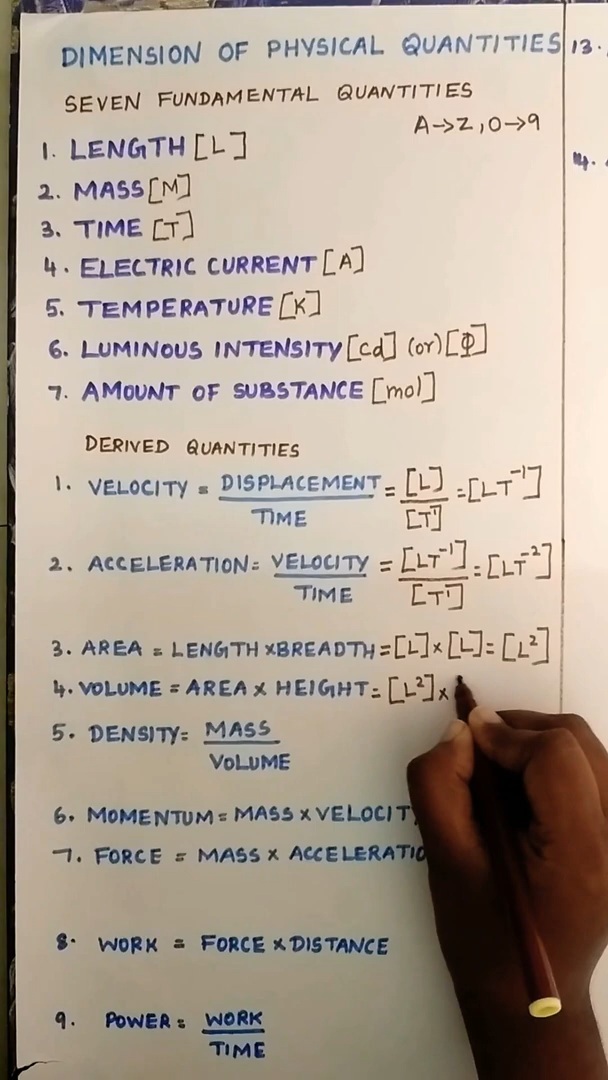 DIMENSION OF PHYSICAL QUANTITIES
13.
SEVEN FUNDAMENTAL QUANTITIES
A→Z, 0→9
1. LENGTH [L]
14.
2. MASS [M]
3. TIME [T]
4. ELECTRIC CURRENT [A]
5. TEMPERATURE [K]
6. LUMINOUS INTENSITY [Cd] (or) [Φ]
7. AMOUNT OF SUBSTANCE [mol]
DERIVED QUANTITIES
1. VELOCITY = DISPLACEMENT / TIME = [L] / [T¹] = [LT⁻¹]
2. ACCELERATION = VELOCITY / TIME = [LT⁻¹] / [T¹] = [LT⁻²]
3. AREA = LENGTH × BREADTH = [L] × [L] = [L²]
4. VOLUME = AREA × HEIGHT = [L²] ×
5. DENSITY = MASS / VOLUME
6. MOMENTUM = MASS × VELOCIT
7. FORCE = MASS × ACCELERATIO
8. WORK = FORCE × DISTANCE
9. POWER = WORK / TIME